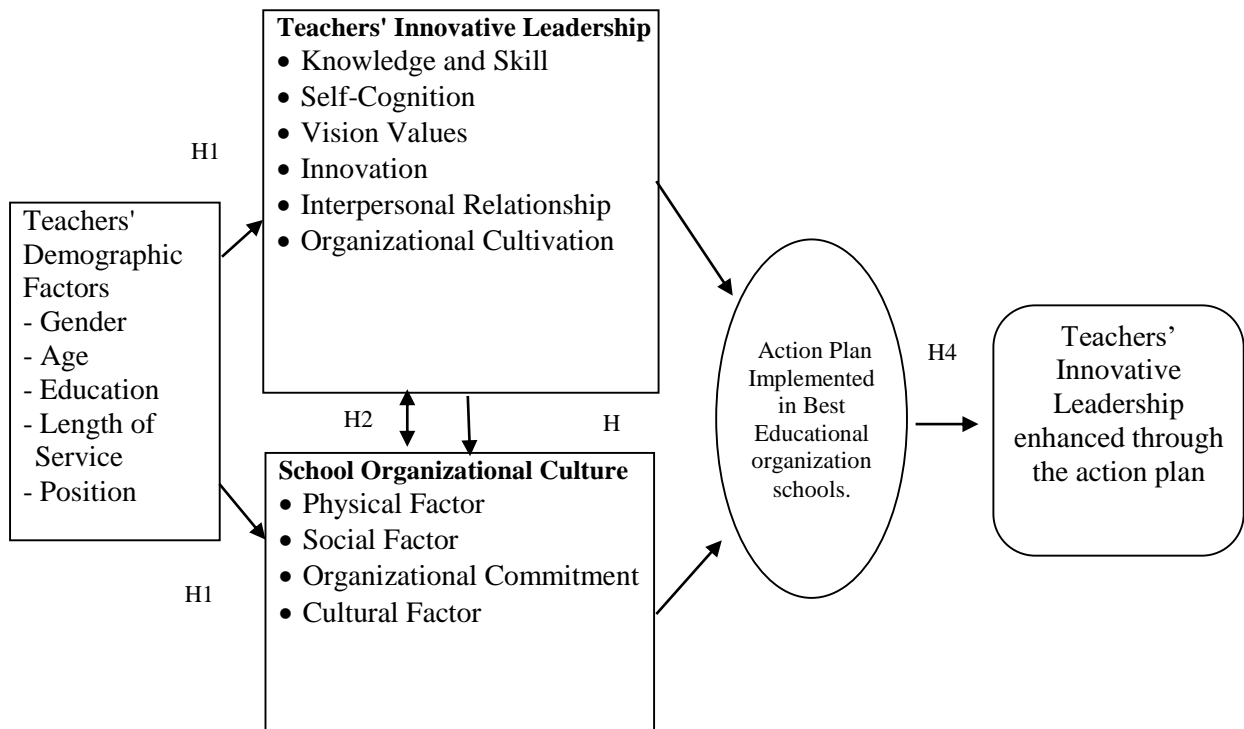 Teachers' Innovative Leadership
• Knowledge and Skill
• Self-Cognition
• Vision Values
• Innovation
• Interpersonal Relationship
• Organizational Cultivation
H1
Teachers'
Demographic
Factors
- Gender
- Age
- Education
- Length of
Service
- Position
H1
H2
H
School Organizational Culture
• Physical Factor
• Social Factor
• Organizational Commitment
• Cultural Factor
Action Plan
Implemented
in Best
Educational
organization
schools.
H4
Teachers’
Innovative
Leadership
enhanced through
the action plan